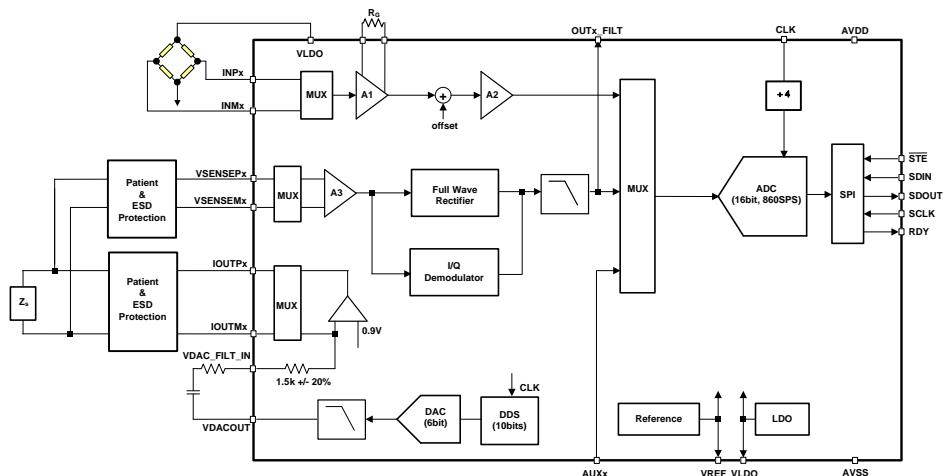 RG
OUTx_FILT
CLK
AVDD
VLDO
INPx
INMx
MUX
A1
+
offset
A2
+ 4
STE
SDIN
SDOUT
SCLK
RDY
VSENSEPx
VSENSEMx
Patient
&
ESD
Protection
MUX
A3
Full Wave
Rectifier
MUX
ADC
(16bit, 860SPS)
SPI
I/Q
Demodulator
IOUTPx
IOUTMx
Patient
&
ESD
Protection
Zs
MUX
0.9V
VDAC_FILT_IN
1.5k +/- 20%
CLK
VDACOUT
DAC
(6bit)
DDS
(10bits)
Reference
LDO
AUXx
VREF
VLDO
AVSS